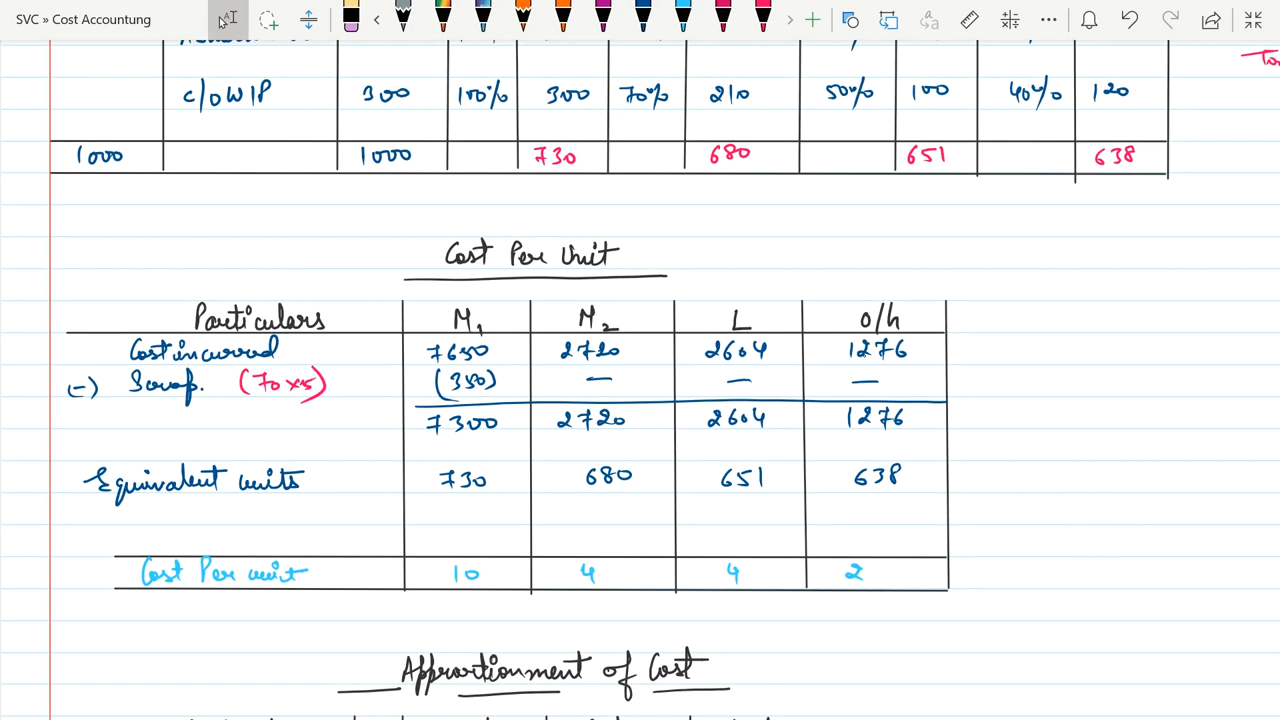 SVC » Cost Accountung
c/o WIP 300 100% 300 70% 210 50% 100 40% 120
1000 1000 730 680 651 638
Cost Per Unit
Particulars M1 M2 L o/h
Cost incurred 7650 2720 2604 1276
(-) Scrap. (70×5) (350) — — —
7300 2720 2604 1276
Equivalent units 730 680 651 638
Cost Per unit 10 4 4 2
Apportionment of Cost